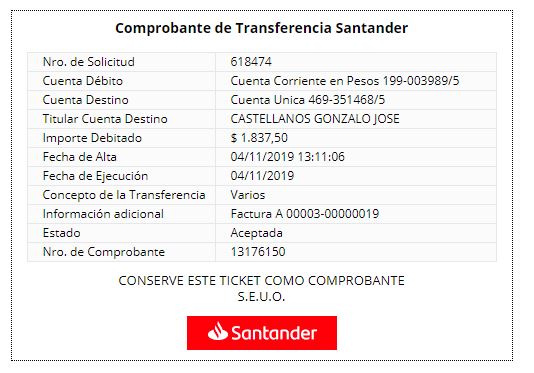 Comprobante de Transferencia Santander
Nro. de Solicitud 618474
Cuenta Débito Cuenta Corriente en Pesos 199-003989/5
Cuenta Destino Cuenta Unica 469-351468/5
Titular Cuenta Destino CASTELLANOS GONZALO JOSE
Importe Debitado $ 1.837,50
Fecha de Alta 04/11/2019 13:11:06
Fecha de Ejecución 04/11/2019
Concepto de la Transferencia Varios
Información adicional Factura A 00003-00000019
Estado Aceptada
Nro. de Comprobante 13176150
CONSERVE ESTE TICKET COMO COMPROBANTE
S.E.U.O.
Santander